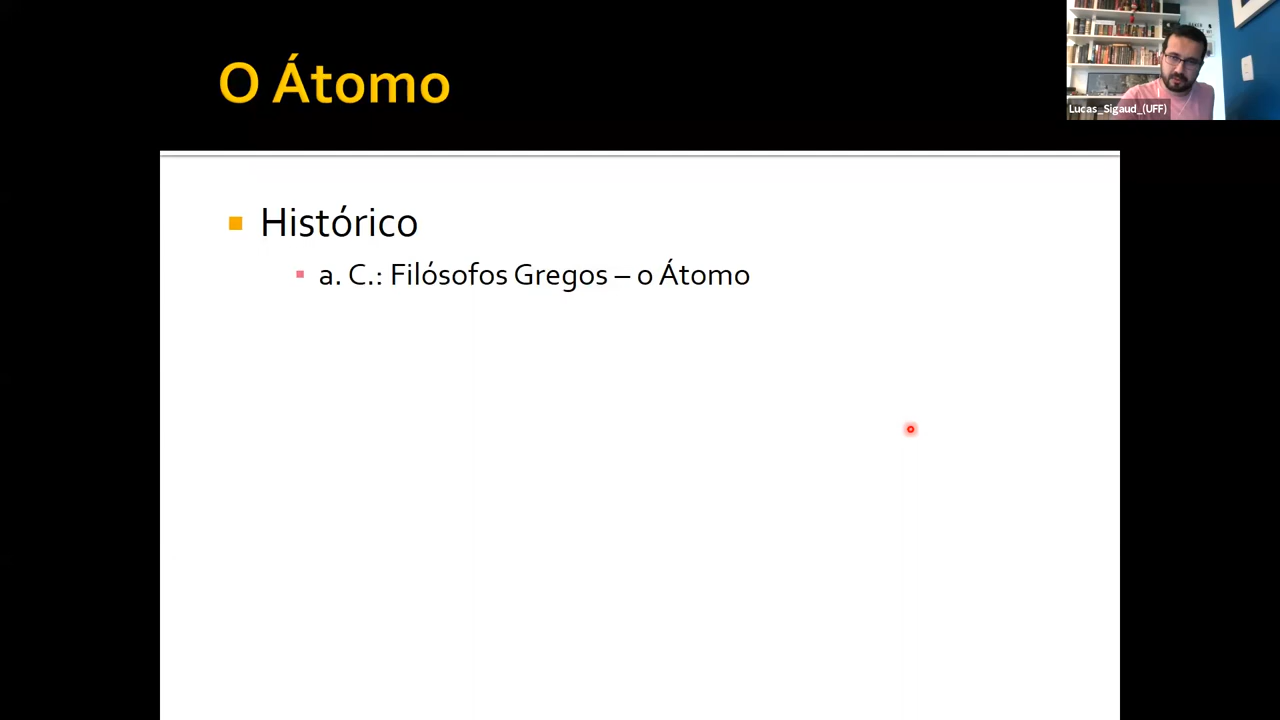 O Átomo
Lucas_Sigaud_(UFF)
Histórico
a. C.: Filósofos Gregos – o Átomo